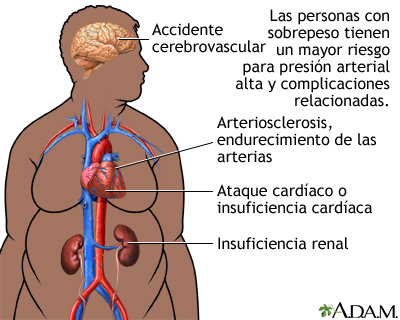 Accidente
cerebrovascular
Las personas con
sobrepeso tienen
un mayor riesgo
para presión arterial
alta y complicaciones
relacionadas.
Arteriosclerosis,
endurecimiento de las
arterias
Ataque cardíaco o
insuficiencia cardíaca
Insuficiencia renal
A.D.A.M.